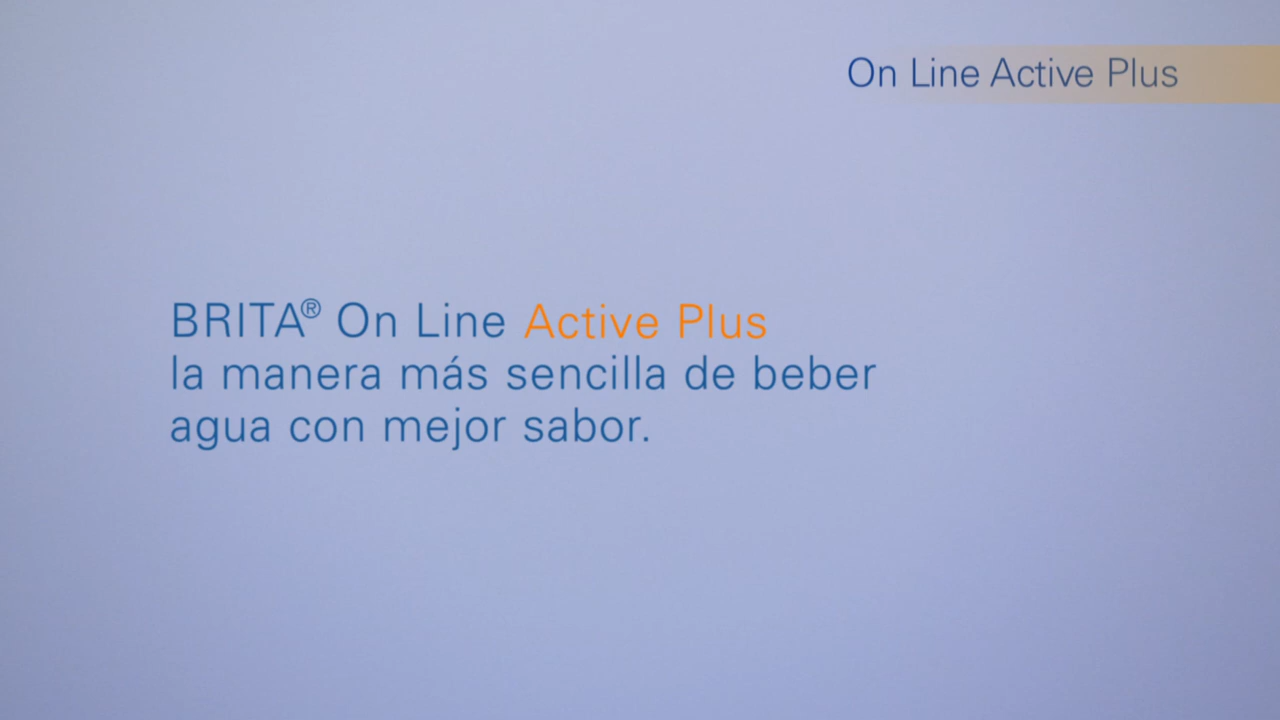 On Line Active Plus
BRITA® On Line Active Plus
la manera más sencilla de beber
agua con mejor sabor.